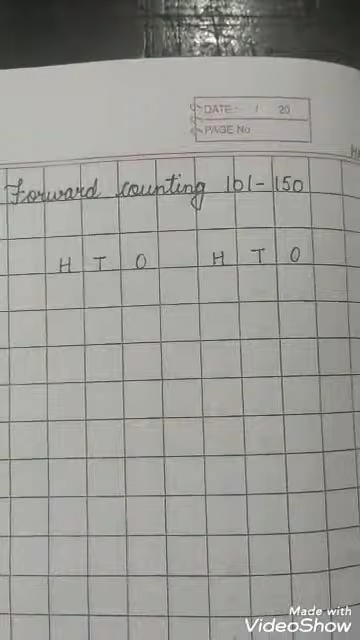 DATE: / 20
PAGE No
Forward counting 101-150
H T O H T O
Made with
VideoShow